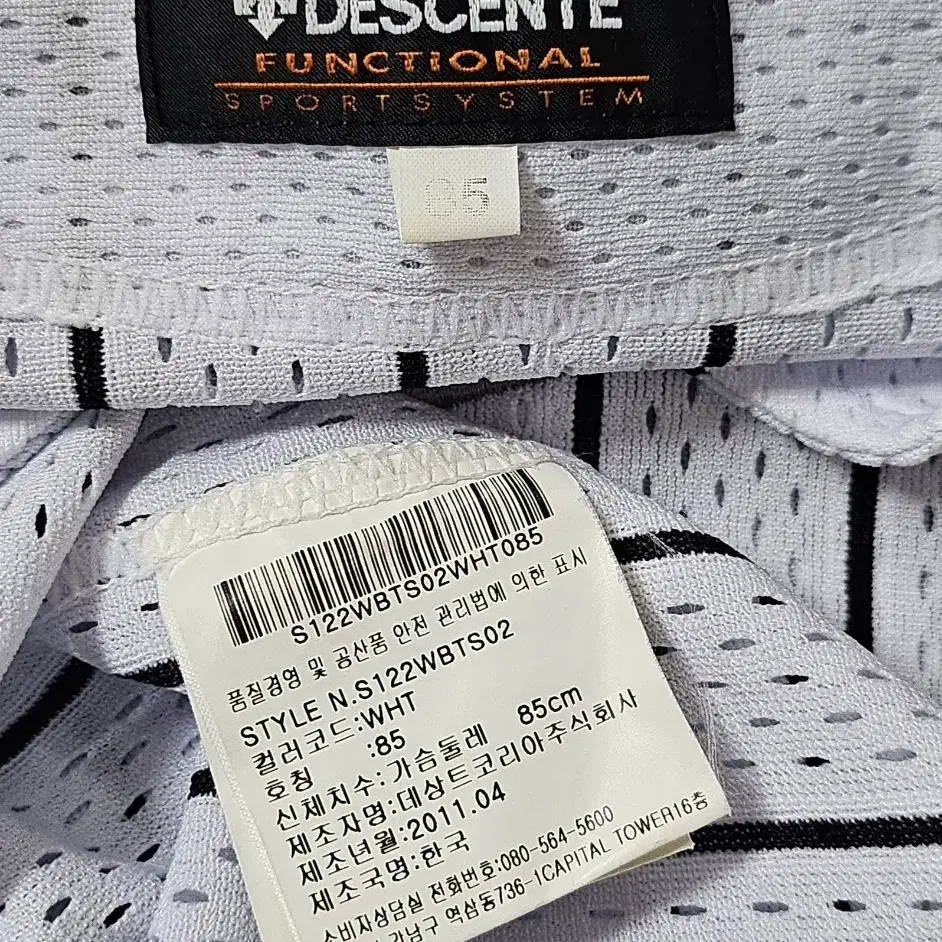 DESCENTE
FUNCTIONAL
SPORTSYSTEM
85
S122WBTS02WHT085
품질경영 및 공산품 안전 관리법에 의한 표시
STYLE N.S122WBTS02
컬러코드:WHT
호칭 :85
신체치수:가슴둘레 85cm
제조자명:데상트코리아주식회사
제조년월:2011.04
제조국명:한국
소비자상담실 전화번호:080-564-5600
강남구 역삼동736-1CAPITAL TOWER16층